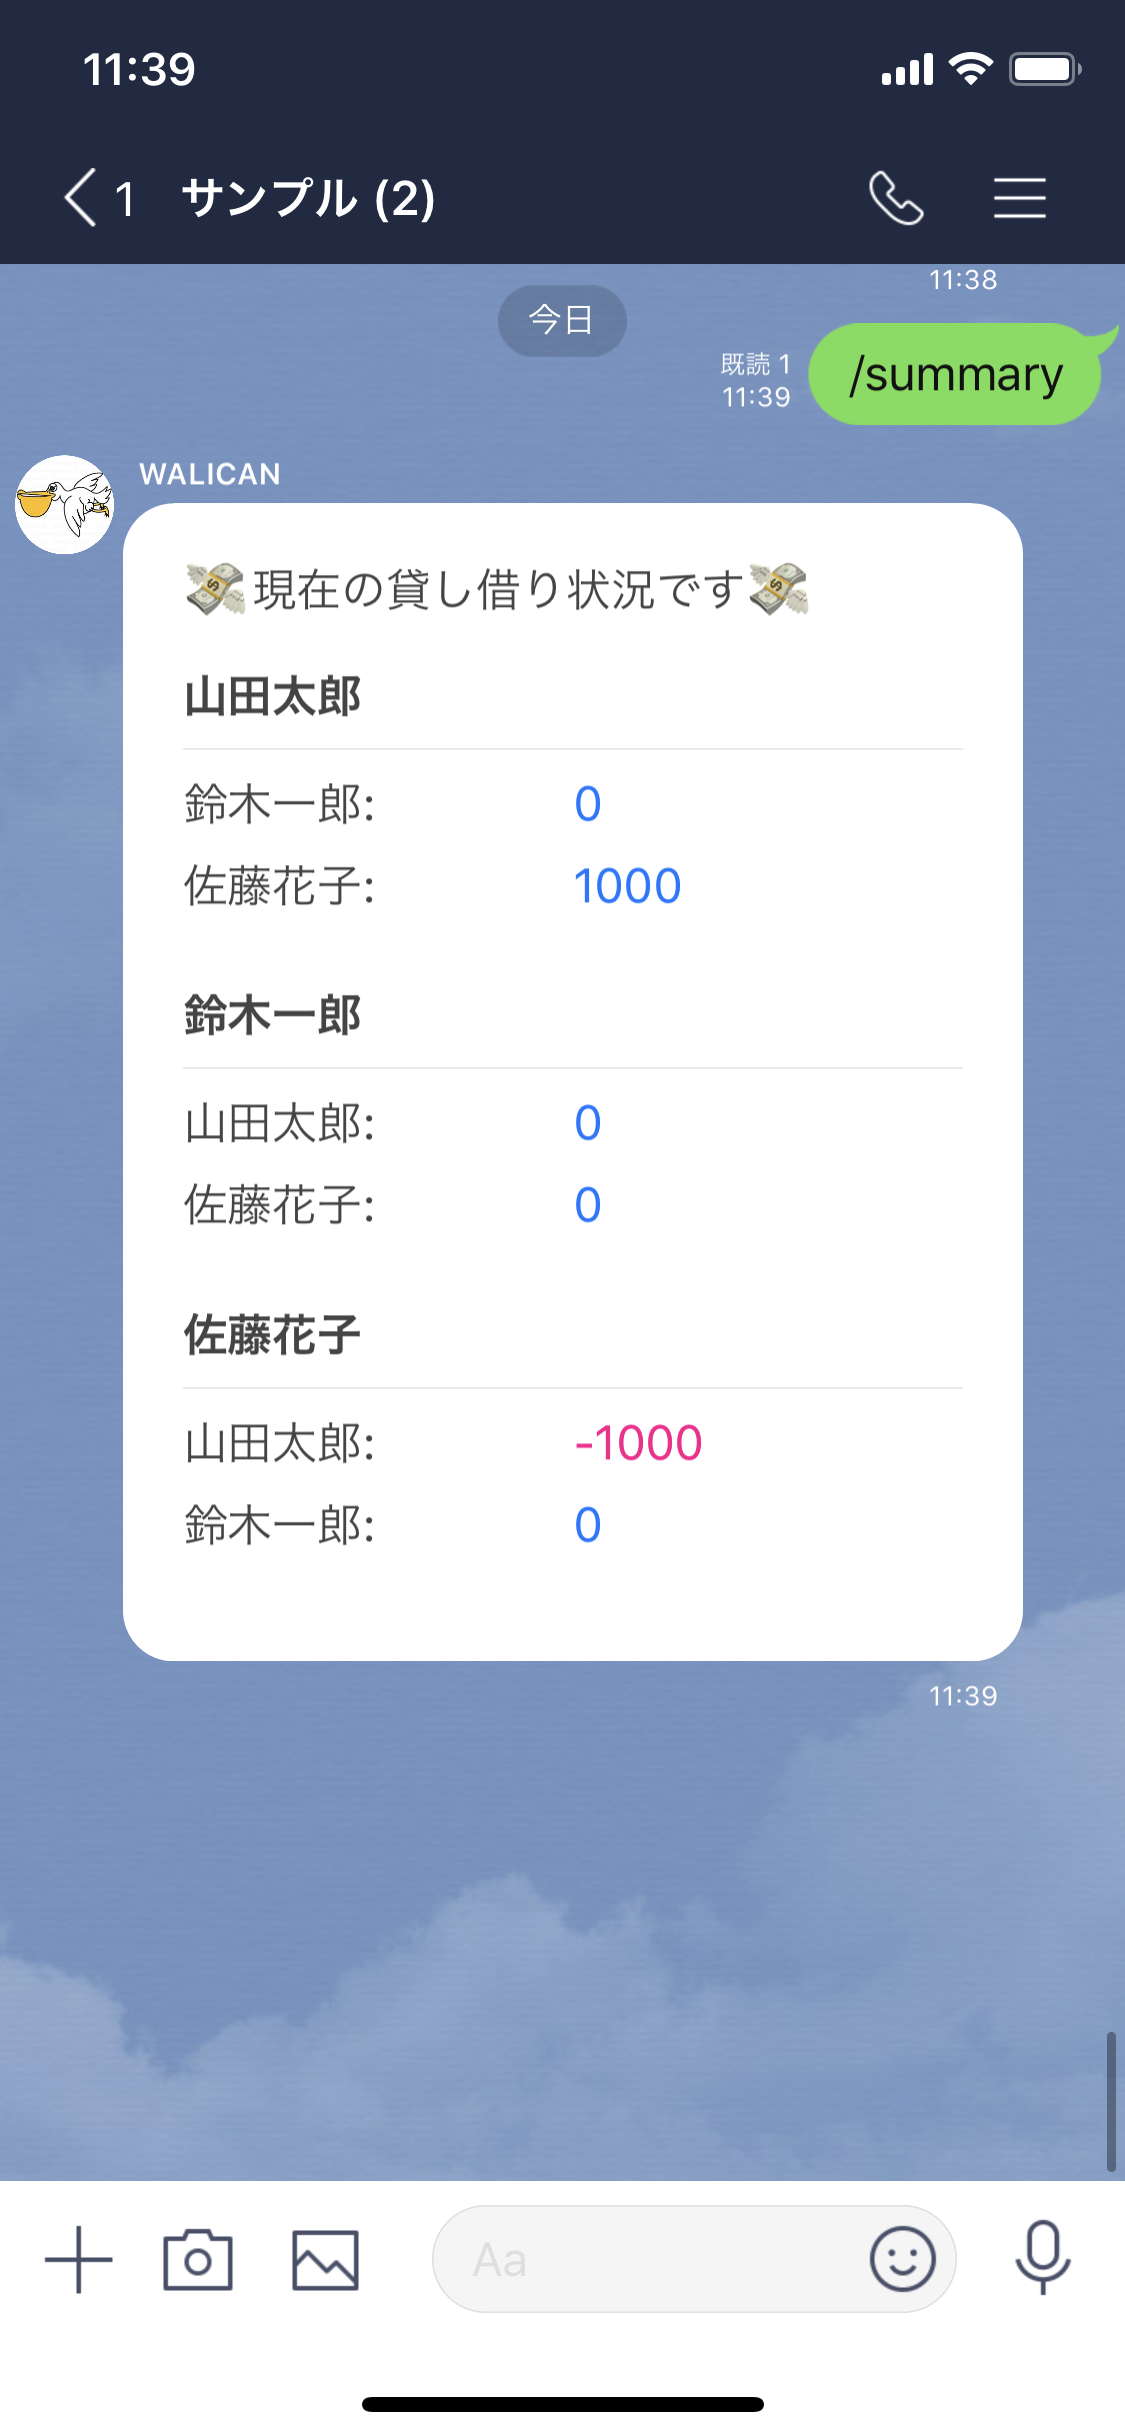 11:39
1 サンプル (2)
11:38
今日
既読 1
11:39
/summary
WALICAN
💸現在の貸し借り状況です💸
山田太郎
鈴木一郎: 0
佐藤花子: 1000
鈴木一郎
山田太郎: 0
佐藤花子: 0
佐藤花子
山田太郎: -1000
鈴木一郎: 0
11:39
Aa